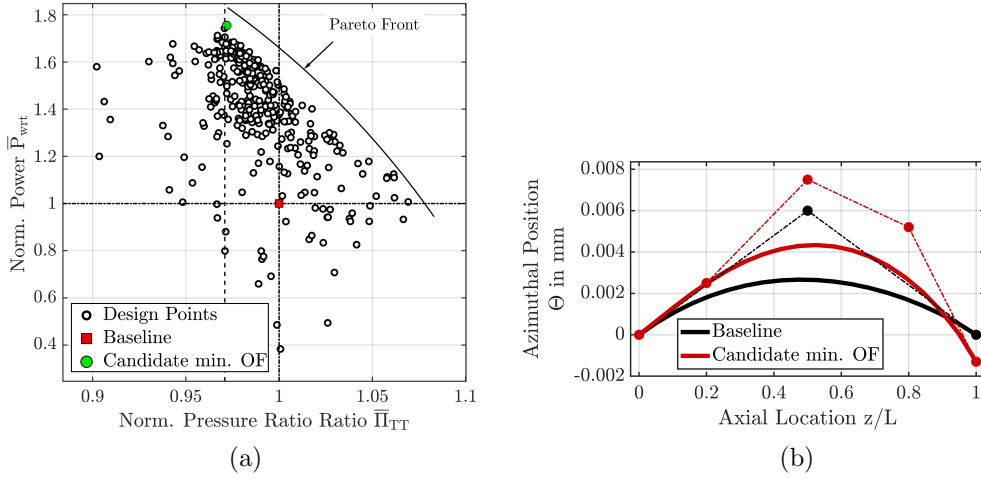 1.8
1.6
1.4
1.2
1
0.8
0.6
0.4
Norm. Power P̅wrt
Pareto Front
Design Points
Baseline
Candidate min. OF
0.9 0.95 1 1.05 1.1
Norm. Pressure Ratio Ratio Π̅TT
(a)
0.008
0.006
0.004
0.002
0
-0.002
Azimuthal Position
Θ in mm
Baseline
Candidate min. OF
0 0.2 0.4 0.6 0.8 1
Axial Location z/L
(b)